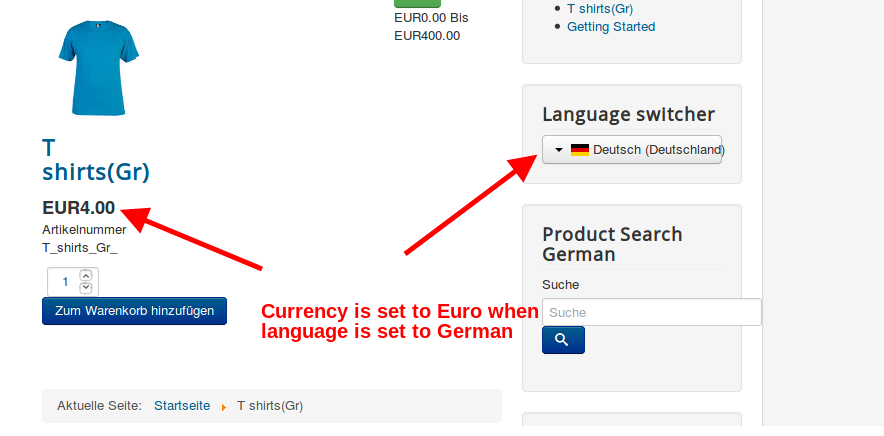 EUR0.00 Bis
EUR400.00
T
shirts(Gr)
EUR4.00
Artikelnummer
T_shirts_Gr_
1
Zum Warenkorb hinzufügen
Currency is set to Euro when
language is set to German
Aktuelle Seite: Startseite T shirts(Gr)
T shirts(Gr)
Getting Started
Language switcher
Deutsch (Deutschland)
Product Search
German
Suche
Suche